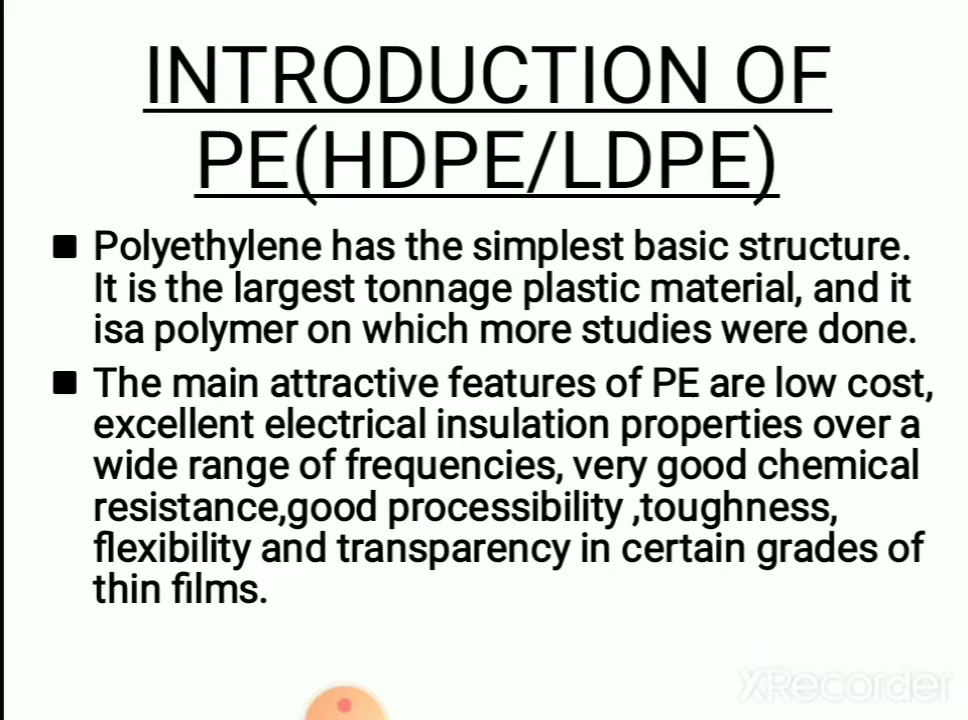 INTRODUCTION OF
PE(HDPE/LDPE)
■ Polyethylene has the simplest basic structure.
It is the largest tonnage plastic material, and it
isa polymer on which more studies were done.
■ The main attractive features of PE are low cost,
excellent electrical insulation properties over a
wide range of frequencies, very good chemical
resistance,good processibility ,toughness,
flexibility and transparency in certain grades of
thin films.
XRecorder